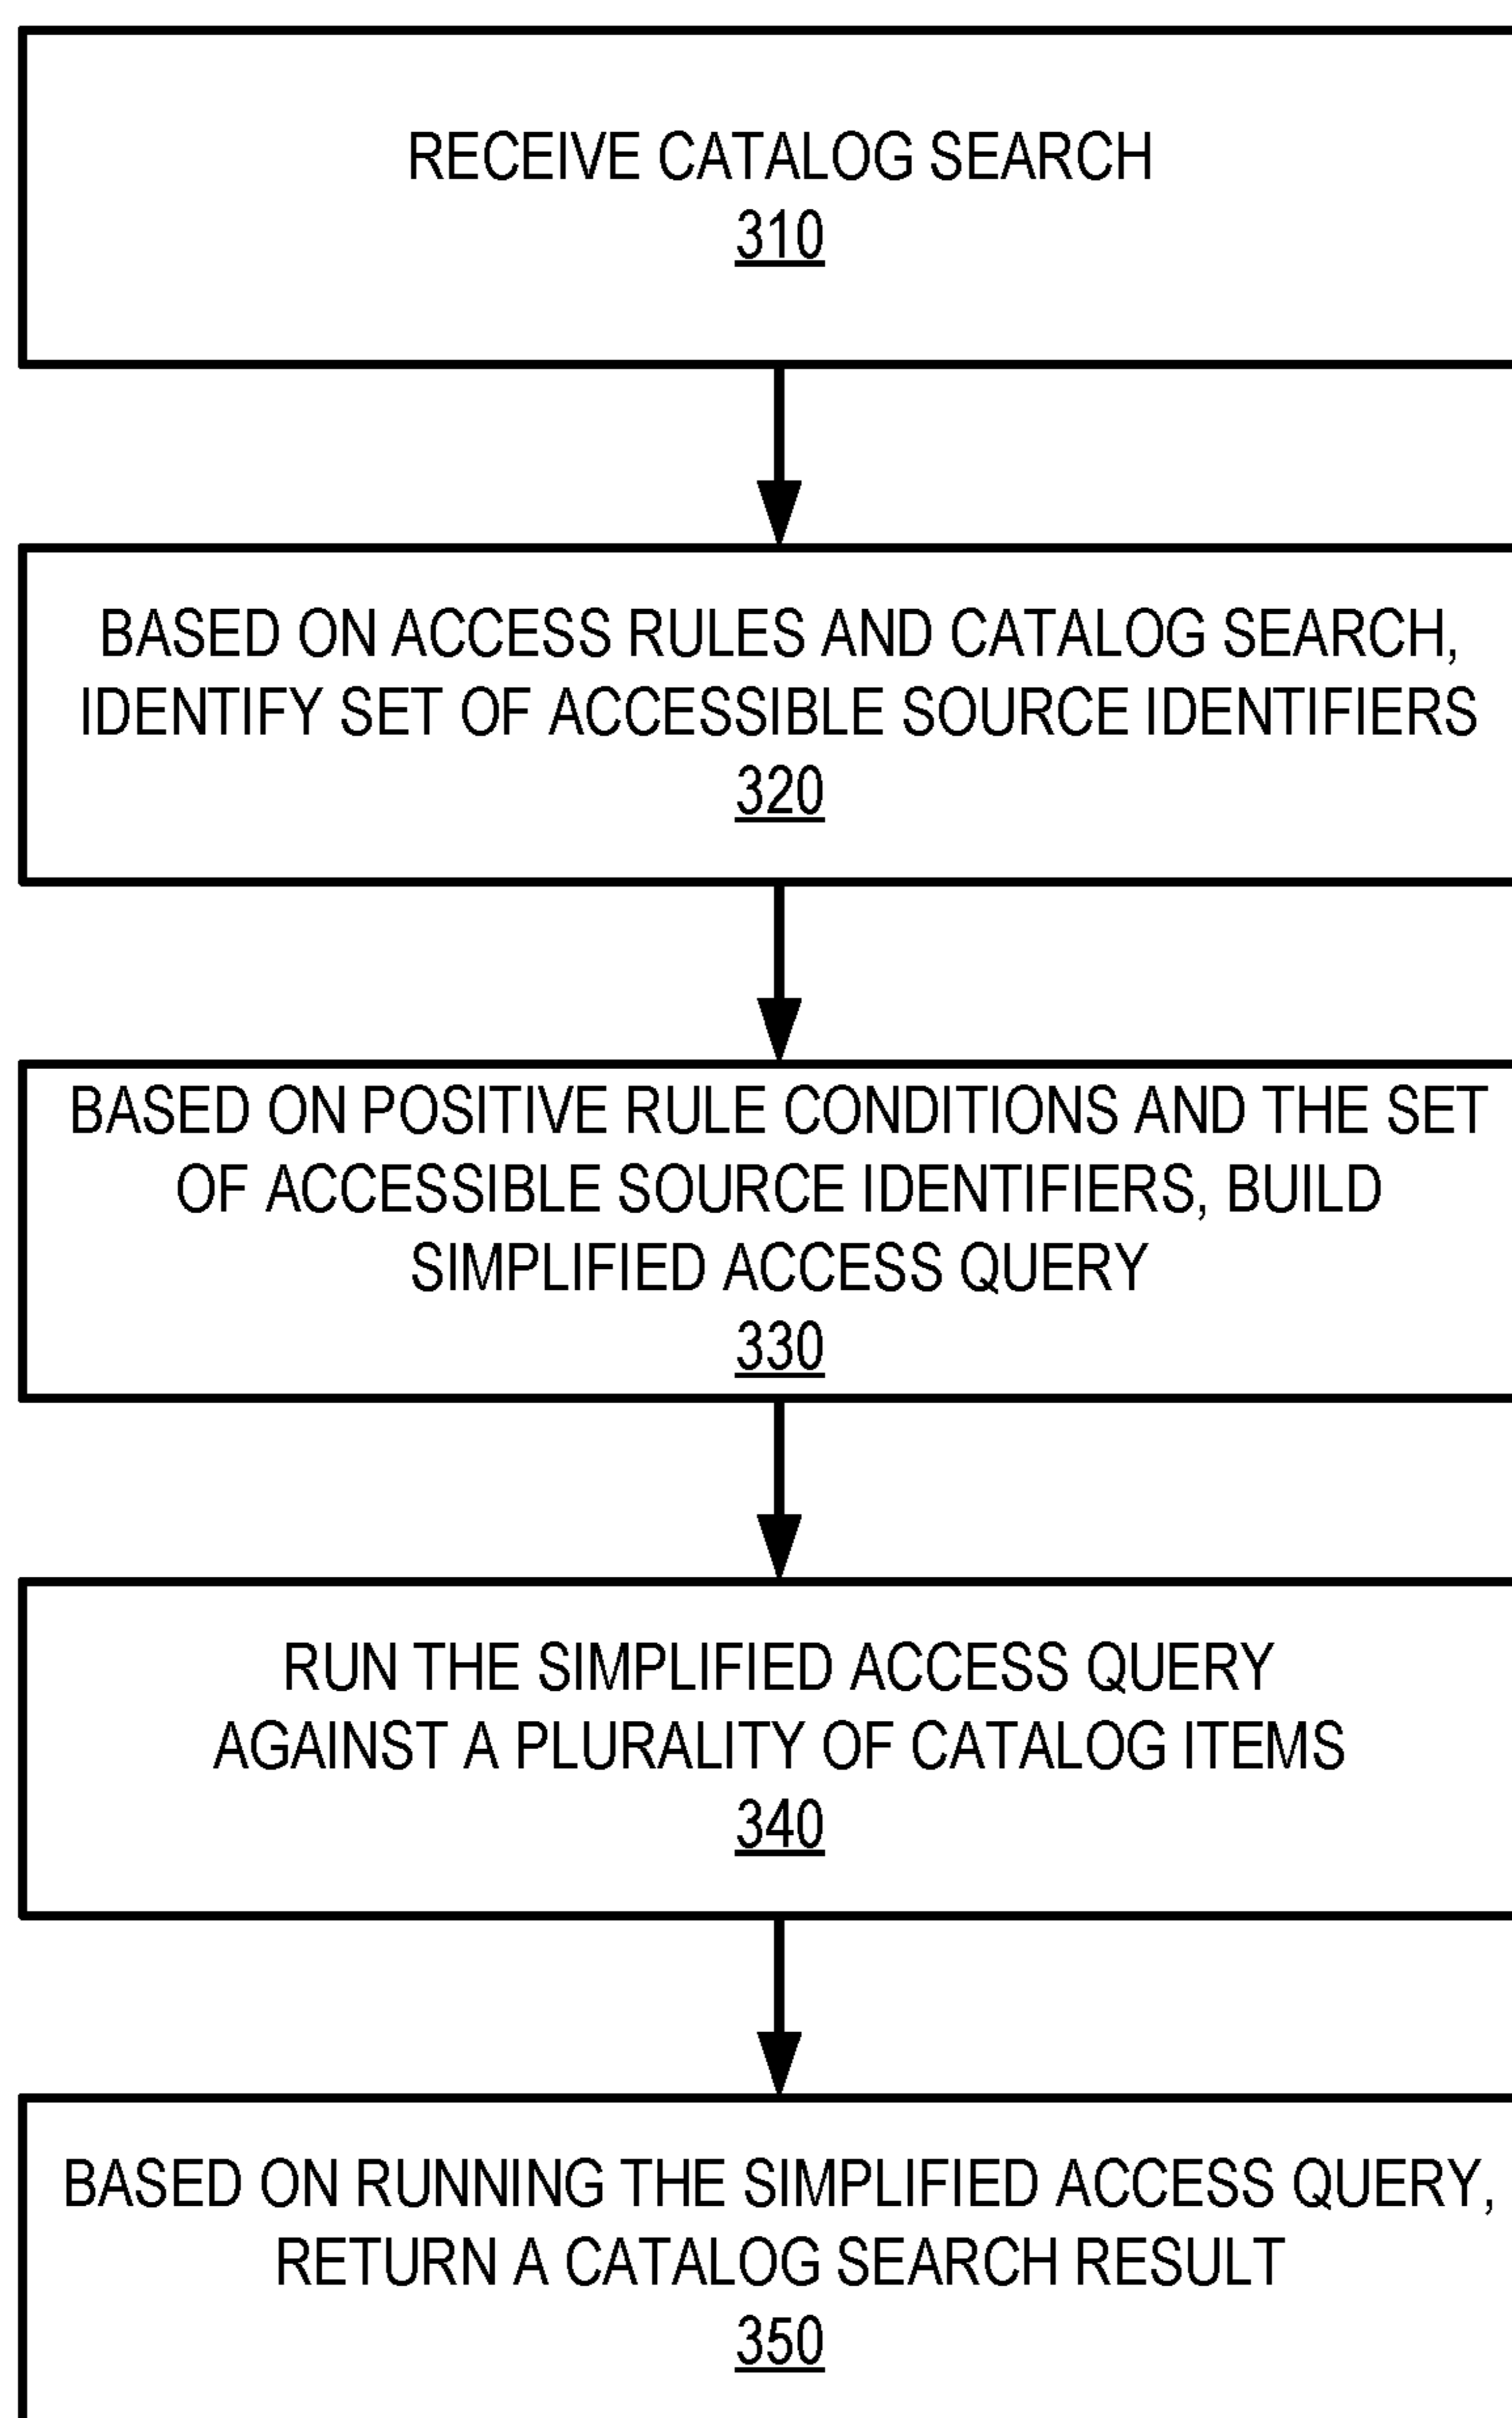 RECEIVE CATALOG SEARCH
310
BASED ON ACCESS RULES AND CATALOG SEARCH,
IDENTIFY SET OF ACCESSIBLE SOURCE IDENTIFIERS
320
BASED ON POSITIVE RULE CONDITIONS AND THE SET
OF ACCESSIBLE SOURCE IDENTIFIERS, BUILD
SIMPLIFIED ACCESS QUERY
330
RUN THE SIMPLIFIED ACCESS QUERY
AGAINST A PLURALITY OF CATALOG ITEMS
340
BASED ON RUNNING THE SIMPLIFIED ACCESS QUERY,
RETURN A CATALOG SEARCH RESULT
350